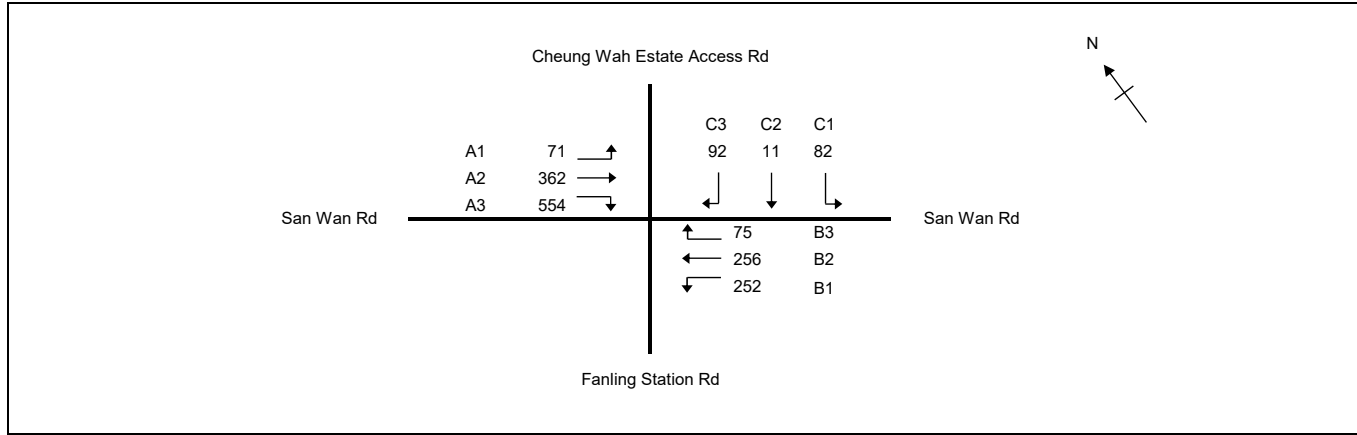 N
Cheung Wah Estate Access Rd
C3 C2 C1
A1 71 92 11 82
A2 362
A3 554
San Wan Rd San Wan Rd
75 B3
256 B2
252 B1
Fanling Station Rd